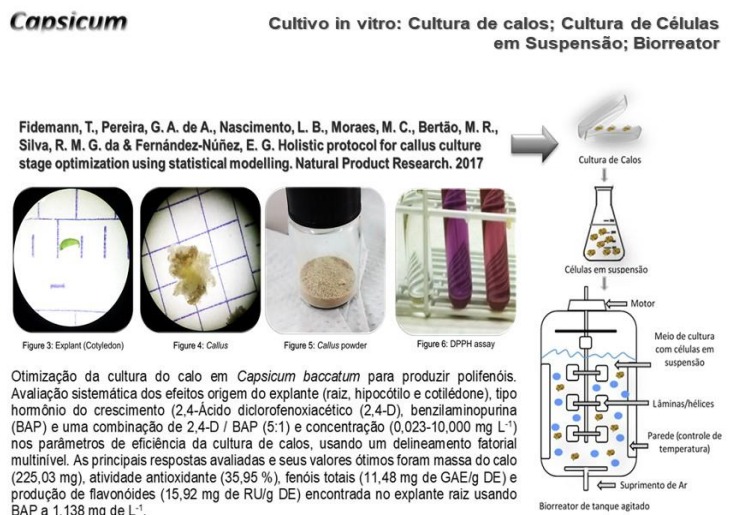 Capsicum
Cultivo in vitro: Cultura de calos; Cultura de Células
em Suspensão; Biorreator
Fidemann, T., Pereira, G. A. de A., Nascimento, L. B., Moraes, M. C., Bertão, M. R.,
Silva, R. M. G. da & Fernández-Núñez, E. G. Holistic protocol for callus culture
stage optimization using statistical modelling. Natural Product Research. 2017
Cultura de Calos
Células em suspensão
Figure 3: Explant (Cotyledon)
Figure 4: Callus
Figure 5: Callus powder
Figure 6: DPPH assay
Motor
Meio de cultura
com células em
suspensão
Lâminas/hélices
Parede (controle de
temperatura)
Suprimento de Ar
Biorreator de tanque agitado
Otimização da cultura do calo em Capsicum baccatum para produzir polifenóis.
Avaliação sistemática dos efeitos origem do explante (raiz, hipocótilo e cotilédone), tipo
hormônio do crescimento (2,4-Ácido diclorofenoxiacético (2,4-D), benzilaminopurina
(BAP) e uma combinação de 2,4-D / BAP (5:1) e concentração (0,023-10,000 mg L⁻¹)
nos parâmetros de eficiência da cultura de calos, usando um delineamento fatorial
multinível. As principais respostas avaliadas e seus valores ótimos foram massa do calo
(225,03 mg), atividade antioxidante (35,95 %), fenóis totais (11,48 mg de GAE/g DE) e
produção de flavonóides (15,92 mg de RU/g DE) encontrada no explante raiz usando
BAP a 1,138 mg de L⁻¹.